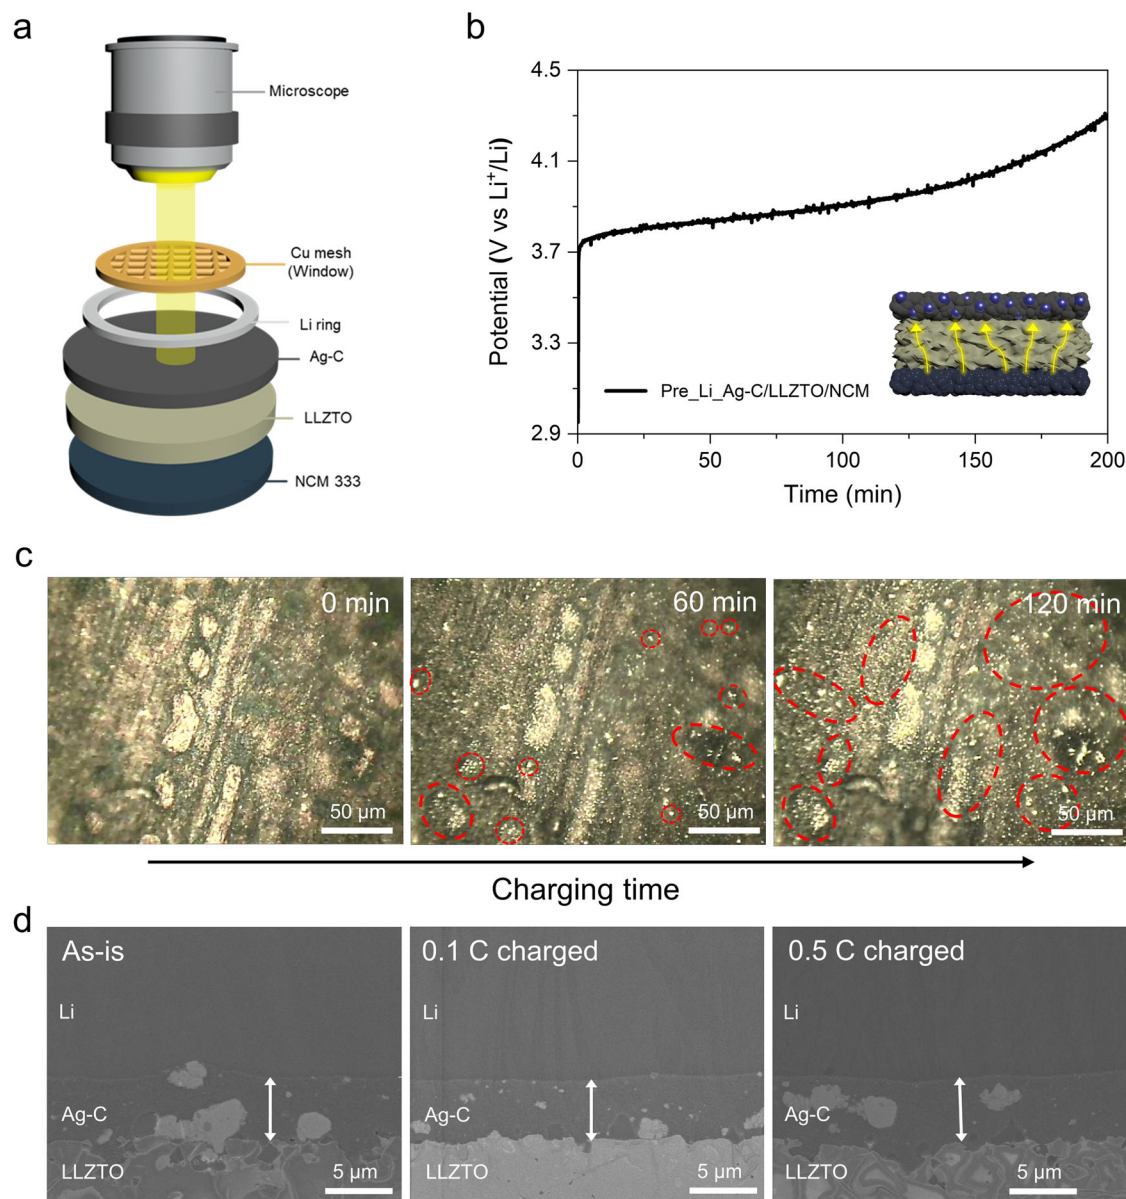 a
Microscope
Cu mesh
(Window)
Li ring
Ag-C
LLZTO
NCM 333
b
4.5
4.1
3.7
3.3
2.9
Potential (V vs Li⁺/Li)
Pre_Li_Ag-C/LLZTO/NCM
0
50
100
150
200
Time (min)
c
0 mjn
60 min
120 min
50 µm
50 µm
50 µm
Charging time
d
As-is
0.1 C charged
0.5 C charged
Li
Li
Li
Ag-C
Ag-C
Ag-C
LLZTO
5 µm
LLZTO
5 µm
LLZTO
5 µm